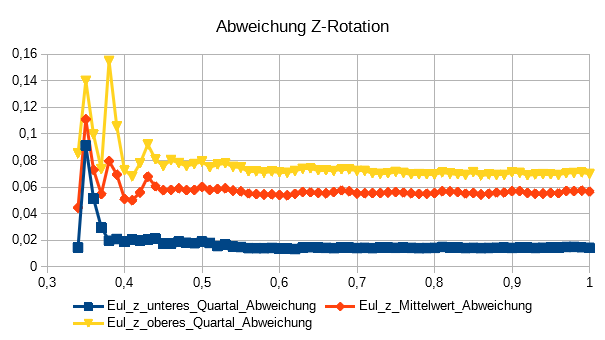 Abweichung Z-Rotation
0,16
0,14
0,12
0,1
0,08
0,06
0,04
0,02
0
0,3 0,4 0,5 0,6 0,7 0,8 0,9 1
Eul_z_unteres_Quartal_Abweichung Eul_z_Mittelwert_Abweichung
Eul_z_oberes_Quartal_Abweichung